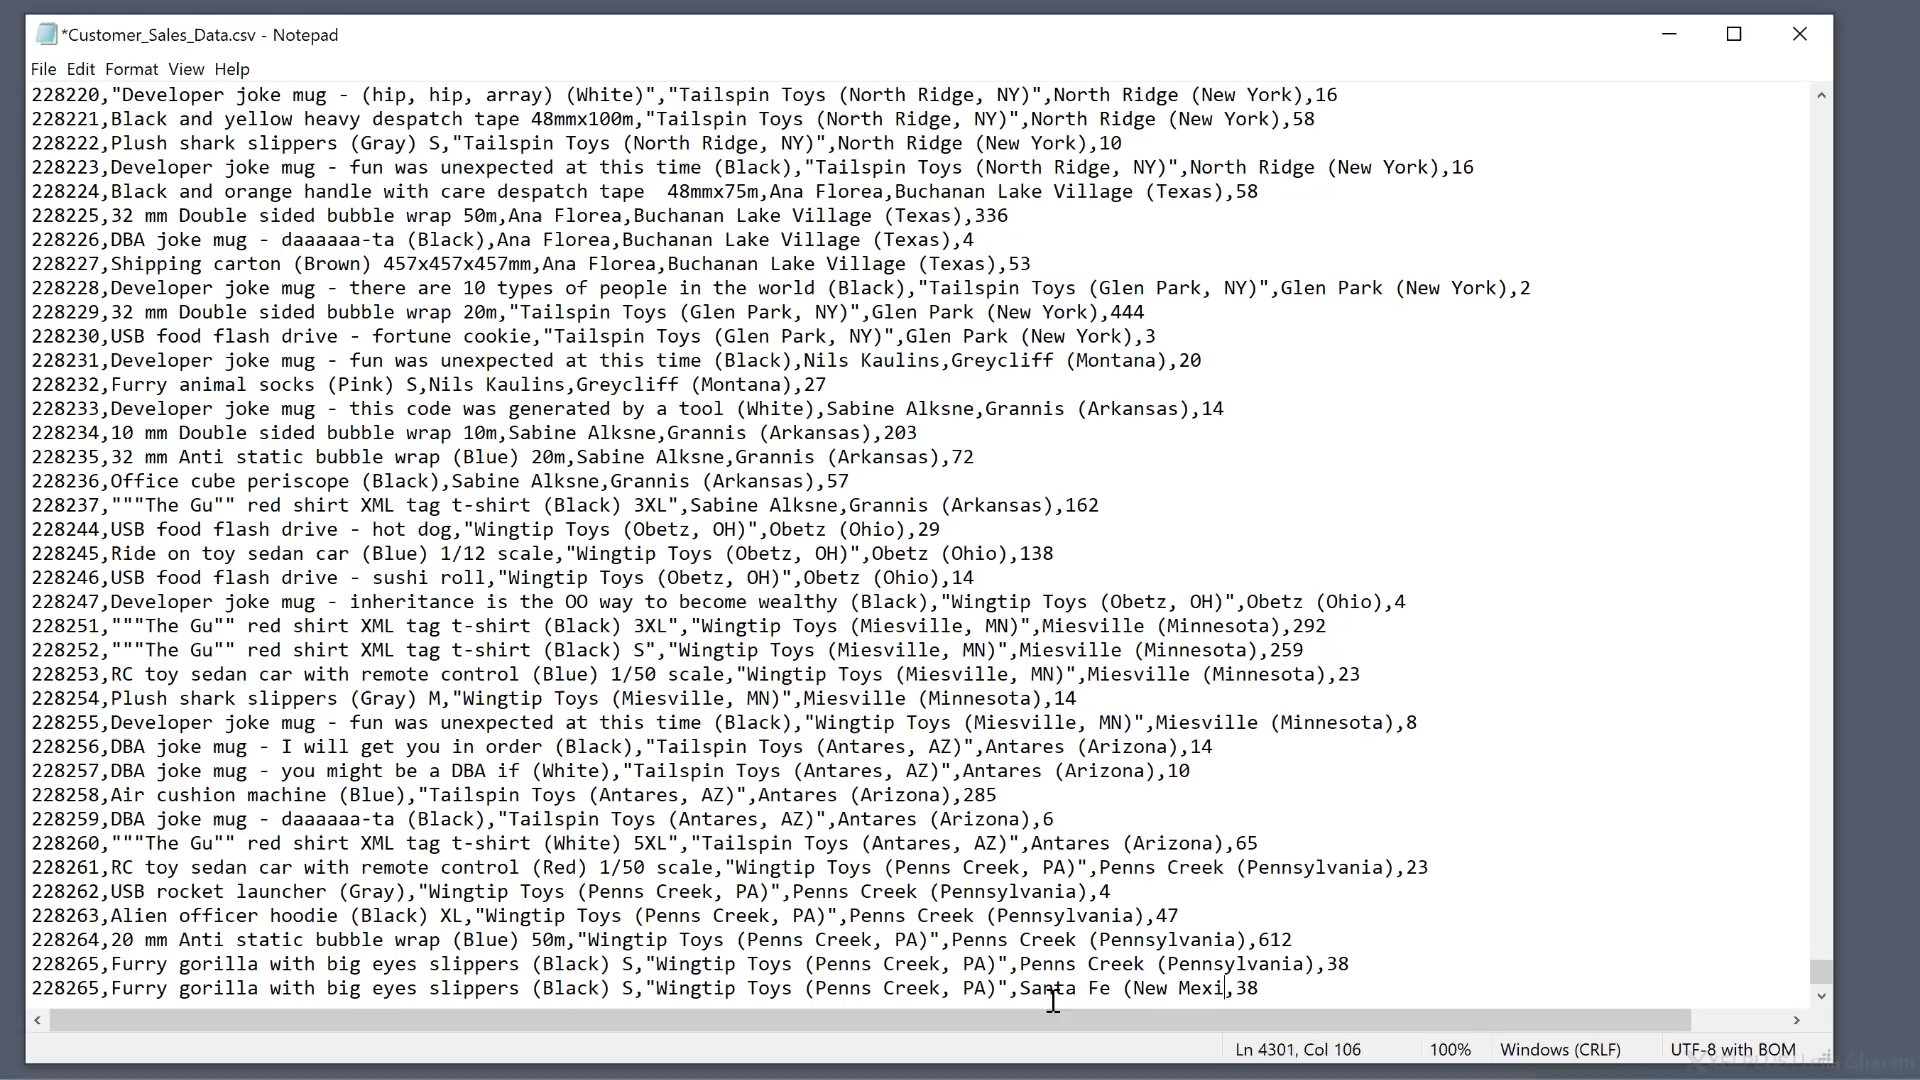 *Customer_Sales_Data.csv - Notepad
File Edit Format View Help
228220,"Developer joke mug - (hip, hip, array) (White)","Tailspin Toys (North Ridge, NY)",North Ridge (New York),16
228221,Black and yellow heavy despatch tape 48mmx100m,"Tailspin Toys (North Ridge, NY)",North Ridge (New York),58
228222,Plush shark slippers (Gray) S,"Tailspin Toys (North Ridge, NY)",North Ridge (New York),10
228223,Developer joke mug - fun was unexpected at this time (Black),"Tailspin Toys (North Ridge, NY)",North Ridge (New York),16
228224,Black and orange handle with care despatch tape  48mmx75m,Ana Florea,Buchanan Lake Village (Texas),58
228225,32 mm Double sided bubble wrap 50m,Ana Florea,Buchanan Lake Village (Texas),336
228226,DBA joke mug - daaaaaa-ta (Black),Ana Florea,Buchanan Lake Village (Texas),4
228227,Shipping carton (Brown) 457x457x457mm,Ana Florea,Buchanan Lake Village (Texas),53
228228,Developer joke mug - there are 10 types of people in the world (Black),"Tailspin Toys (Glen Park, NY)",Glen Park (New York),2
228229,32 mm Double sided bubble wrap 20m,"Tailspin Toys (Glen Park, NY)",Glen Park (New York),444
228230,USB food flash drive - fortune cookie,"Tailspin Toys (Glen Park, NY)",Glen Park (New York),3
228231,Developer joke mug - fun was unexpected at this time (Black),Nils Kaulins,Greycliff (Montana),20
228232,Furry animal socks (Pink) S,Nils Kaulins,Greycliff (Montana),27
228233,Developer joke mug - this code was generated by a tool (White),Sabine Alksne,Grannis (Arkansas),14
228234,10 mm Double sided bubble wrap 10m,Sabine Alksne,Grannis (Arkansas),203
228235,32 mm Anti static bubble wrap (Blue) 20m,Sabine Alksne,Grannis (Arkansas),72
228236,Office cube periscope (Black),Sabine Alksne,Grannis (Arkansas),57
228237,"""The Gu"" red shirt XML tag t-shirt (Black) 3XL",Sabine Alksne,Grannis (Arkansas),162
228244,USB food flash drive - hot dog,"Wingtip Toys (Obetz, OH)",Obetz (Ohio),29
228245,Ride on toy sedan car (Blue) 1/12 scale,"Wingtip Toys (Obetz, OH)",Obetz (Ohio),138
228246,USB food flash drive - sushi roll,"Wingtip Toys (Obetz, OH)",Obetz (Ohio),14
228247,Developer joke mug - inheritance is the OO way to become wealthy (Black),"Wingtip Toys (Obetz, OH)",Obetz (Ohio),4
228251,"""The Gu"" red shirt XML tag t-shirt (Black) 3XL","Wingtip Toys (Miesville, MN)",Miesville (Minnesota),292
228252,"""The Gu"" red shirt XML tag t-shirt (Black) S","Wingtip Toys (Miesville, MN)",Miesville (Minnesota),259
228253,RC toy sedan car with remote control (Blue) 1/50 scale,"Wingtip Toys (Miesville, MN)",Miesville (Minnesota),23
228254,Plush shark slippers (Gray) M,"Wingtip Toys (Miesville, MN)",Miesville (Minnesota),14
228255,Developer joke mug - fun was unexpected at this time (Black),"Wingtip Toys (Miesville, MN)",Miesville (Minnesota),8
228256,DBA joke mug - I will get you in order (Black),"Tailspin Toys (Antares, AZ)",Antares (Arizona),14
228257,DBA joke mug - you might be a DBA if (White),"Tailspin Toys (Antares, AZ)",Antares (Arizona),10
228258,Air cushion machine (Blue),"Tailspin Toys (Antares, AZ)",Antares (Arizona),285
228259,DBA joke mug - daaaaaa-ta (Black),"Tailspin Toys (Antares, AZ)",Antares (Arizona),6
228260,"""The Gu"" red shirt XML tag t-shirt (White) 5XL","Tailspin Toys (Antares, AZ)",Antares (Arizona),65
228261,RC toy sedan car with remote control (Red) 1/50 scale,"Wingtip Toys (Penns Creek, PA)",Penns Creek (Pennsylvania),23
228262,USB rocket launcher (Gray),"Wingtip Toys (Penns Creek, PA)",Penns Creek (Pennsylvania),4
228263,Alien officer hoodie (Black) XL,"Wingtip Toys (Penns Creek, PA)",Penns Creek (Pennsylvania),47
228264,20 mm Anti static bubble wrap (Blue) 50m,"Wingtip Toys (Penns Creek, PA)",Penns Creek (Pennsylvania),612
228265,Furry gorilla with big eyes slippers (Black) S,"Wingtip Toys (Penns Creek, PA)",Penns Creek (Pennsylvania),38
228265,Furry gorilla with big eyes slippers (Black) S,"Wingtip Toys (Penns Creek, PA)",Santa Fe (New Mexi,38
Ln 4301, Col 106 100% Windows (CRLF) UTF-8 with BOM